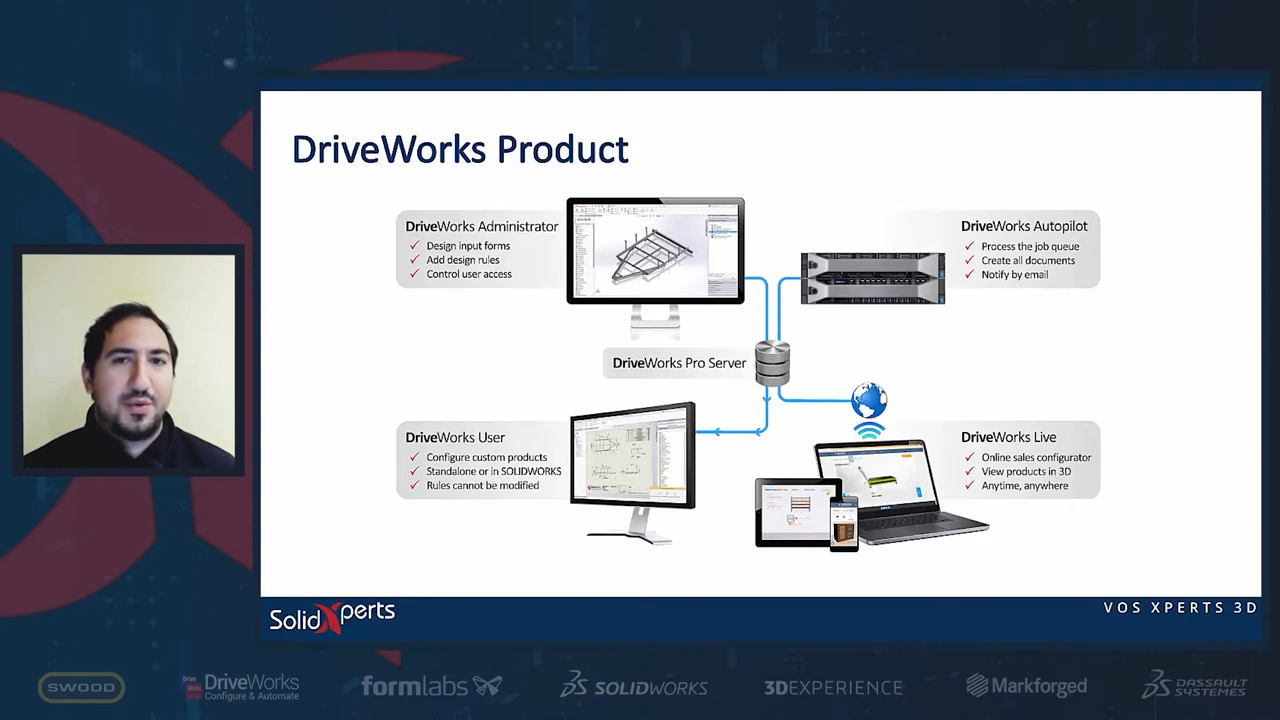 DriveWorks Product
DriveWorks Administrator
Design input forms
Add design rules
Control user access
DriveWorks Autopilot
Process the job queue
Create all documents
Notify by email
DriveWorks Pro Server
DriveWorks User
Configure custom products
Standalone or in SOLIDWORKS
Rules cannot be modified
DriveWorks Live
Online sales configurator
View products in 3D
Anytime, anywhere
SolidXperts
VOS XPERTS 3D
SWOOD
Drive
Works
DriveWorks
Configure & Automate
formlabs
SOLIDWORKS
3DEXPERIENCE
Markforged
DASSAULT
SYSTEMES